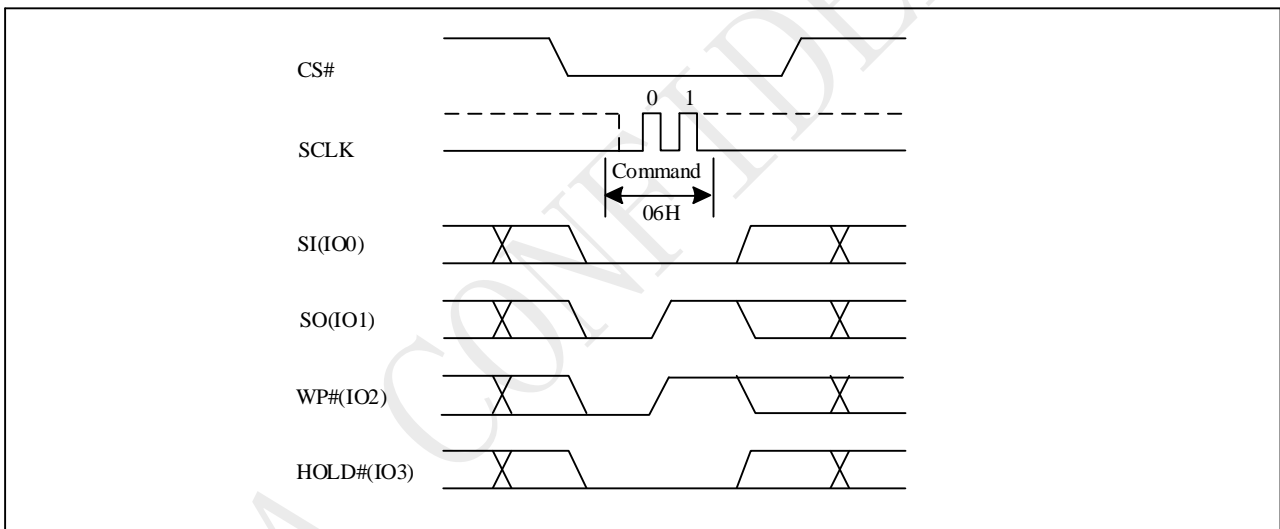 CS#
0 1
SCLK
Command
06H
SI(IO0)
SO(IO1)
WP#(IO2)
HOLD#(IO3)